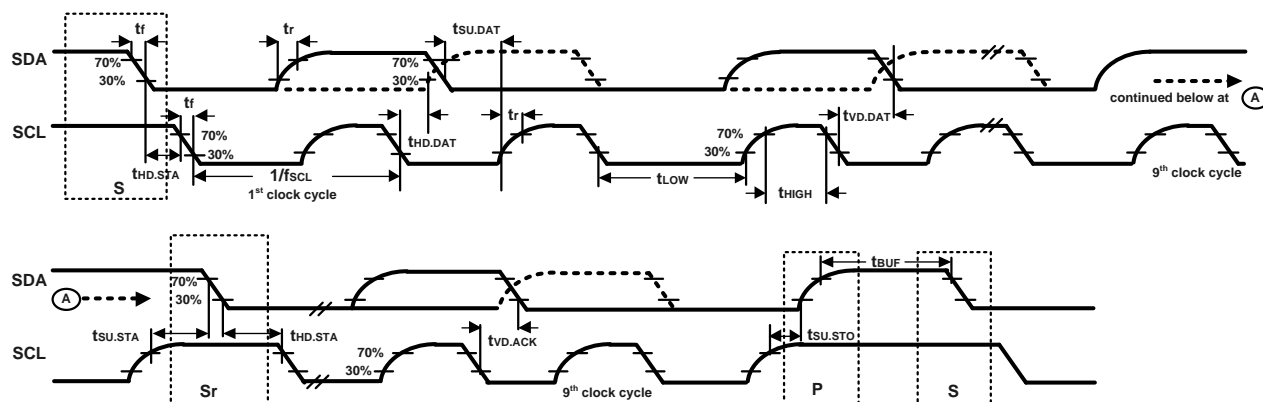 tf tr tSU.DAT
SDA 70% 30% 70% 30%
continued below at A
tf tHD.DAT tr tVD.DAT
SCL 70% 30% 70% 30%
tHD.STA 1/fSCL tLOW tHIGH
S 1st clock cycle 9th clock cycle
tBUF
SDA 70% 30%
A
tSU.STA tHD.STA tVD.ACK tSU.STO
SCL 70% 30%
Sr 9th clock cycle P S